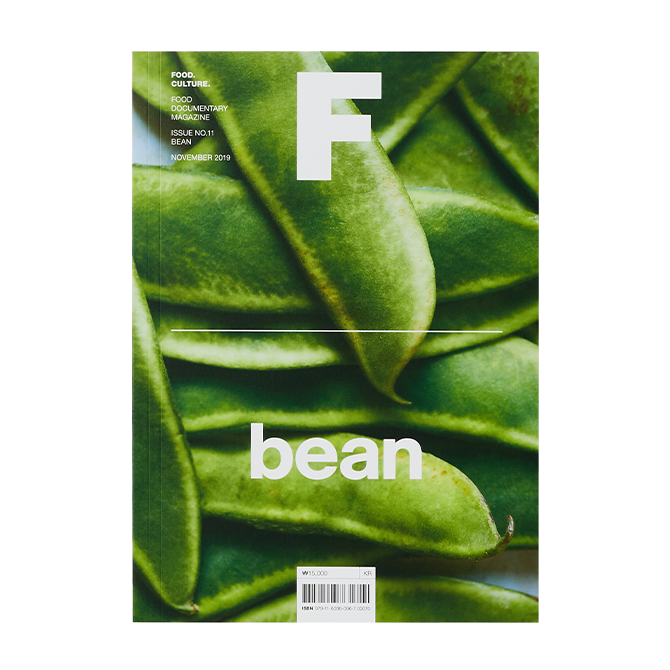 FOOD.
CULTURE.
F
FOOD
DOCUMENTARY
MAGAZINE
ISSUE NO.11
BEAN
NOVEMBER 2019
bean
₩15,000 KR
ISBN